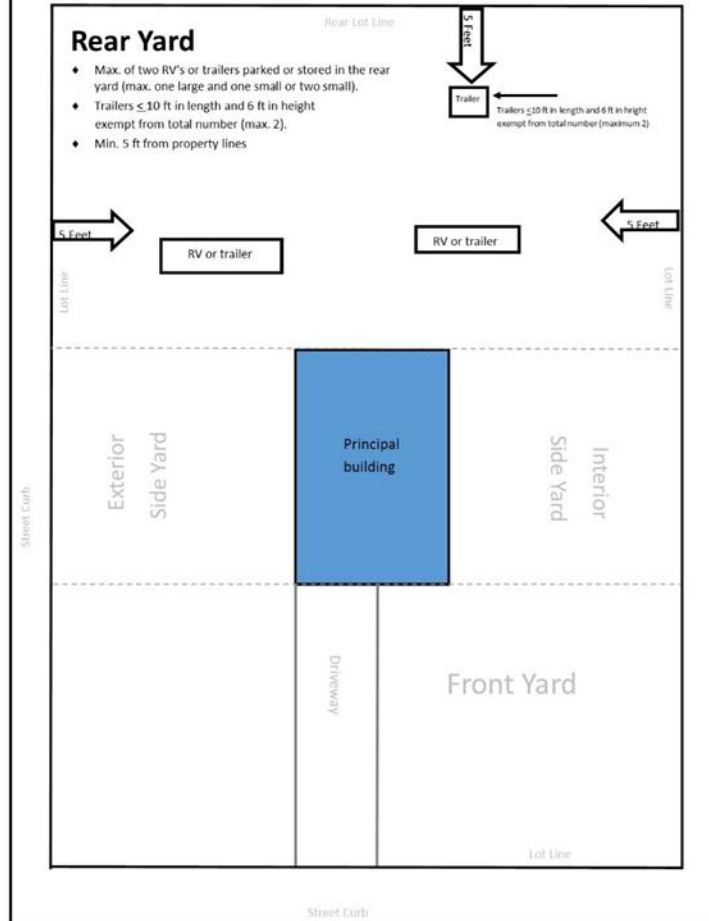 Rear Lot Line
Rear Yard
♦ Max. of two RV's or trailers parked or stored in the rear
yard (max. one large and one small or two small).
♦ Trailers ≤ 10 ft in length and 6 ft in height
exempt from total number (max. 2).
♦ Min. 5 ft from property lines
5 Feet
Trailer
Trailers ≤10 ft in length and 6 ft in hright
exempt from total number (maximum 2)
5 Feet
RV or trailer
RV or trailer
5 Feet
Lot Line
Lot Line
Exterior
Side Yard
Principal
building
Interior
Side Yard
Street Curb
Driveway
Front Yard
Lot Line
Street Curb